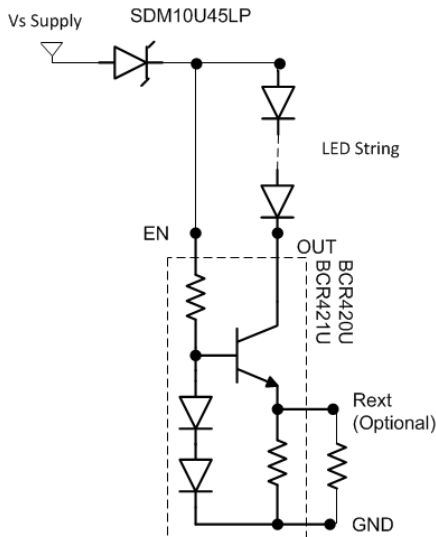 SDM10U45LP
Vs Supply
LED String
EN
OUT
BCR420U
BCR421U
Rext
(Optional)
GND